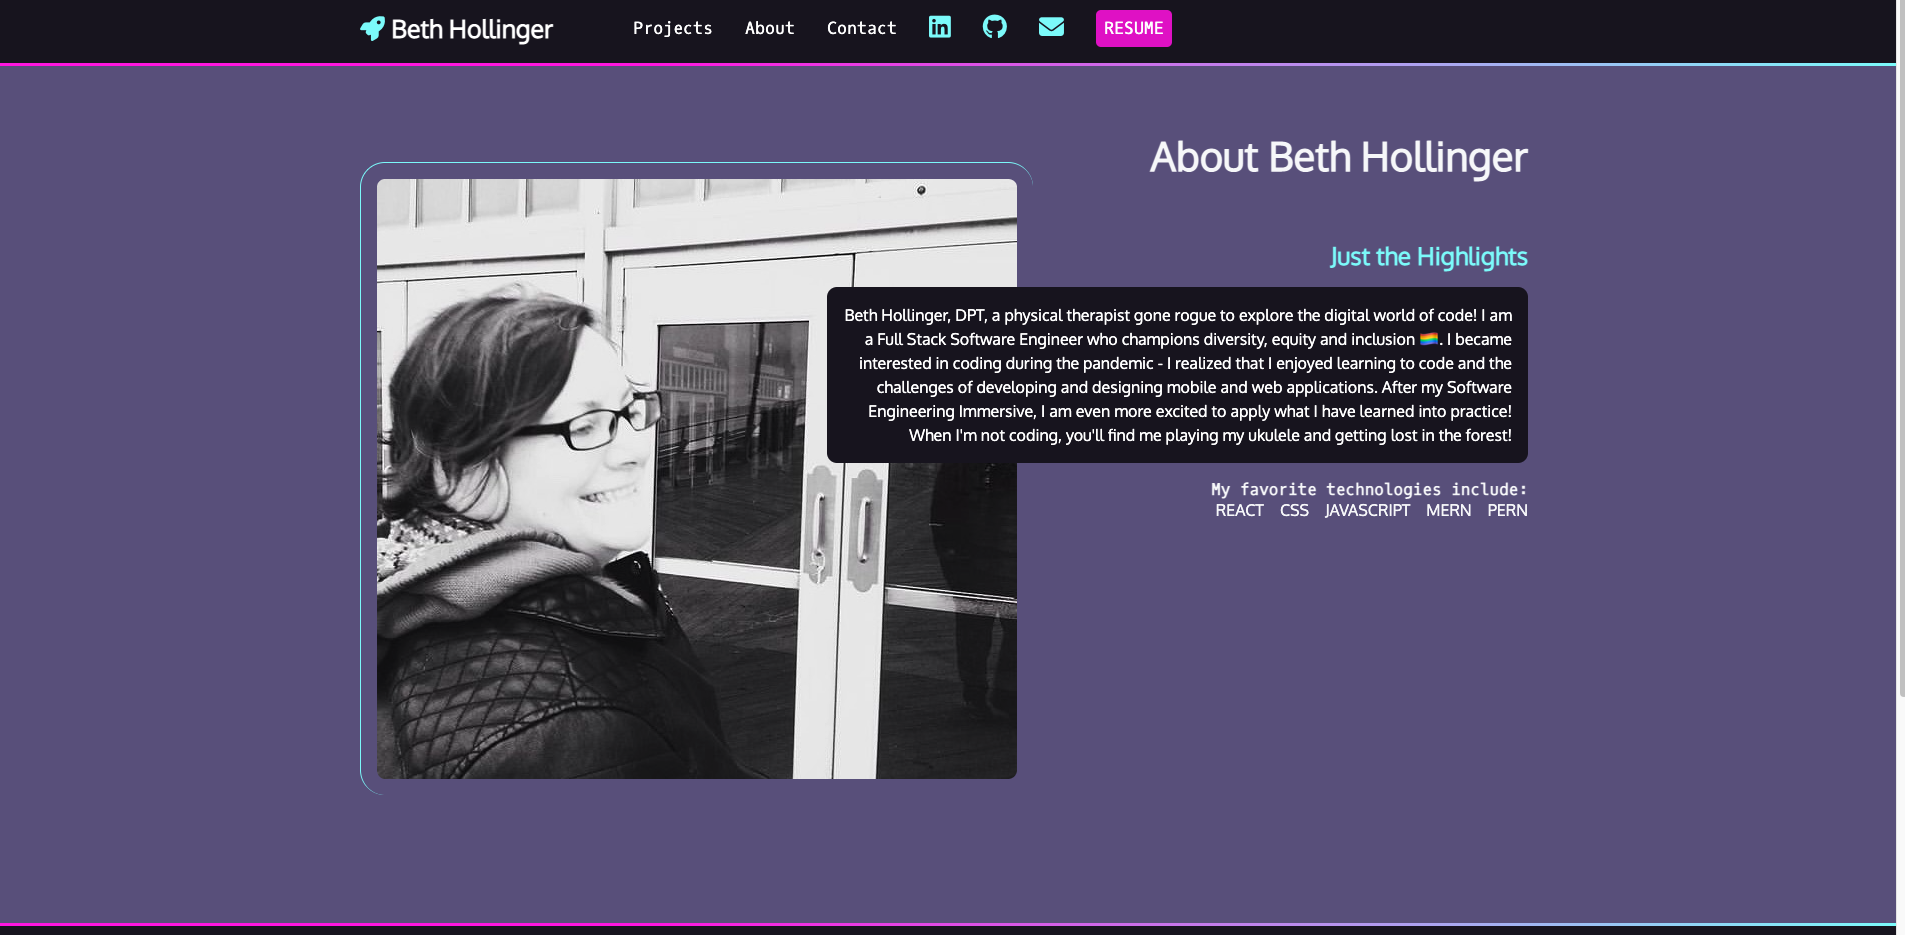 Beth Hollinger
Projects
About
Contact
RESUME
About Beth Hollinger
Just the Highlights
Beth Hollinger, DPT, a physical therapist gone rogue to explore the digital world of code! I am
a Full Stack Software Engineer who champions diversity, equity and inclusion 🏳️‍🌈. I became
interested in coding during the pandemic - I realized that I enjoyed learning to code and the
challenges of developing and designing mobile and web applications. After my Software
Engineering Immersive, I am even more excited to apply what I have learned into practice!
When I'm not coding, you'll find me playing my ukulele and getting lost in the forest!
My favorite technologies include:
REACT CSS JAVASCRIPT MERN PERN